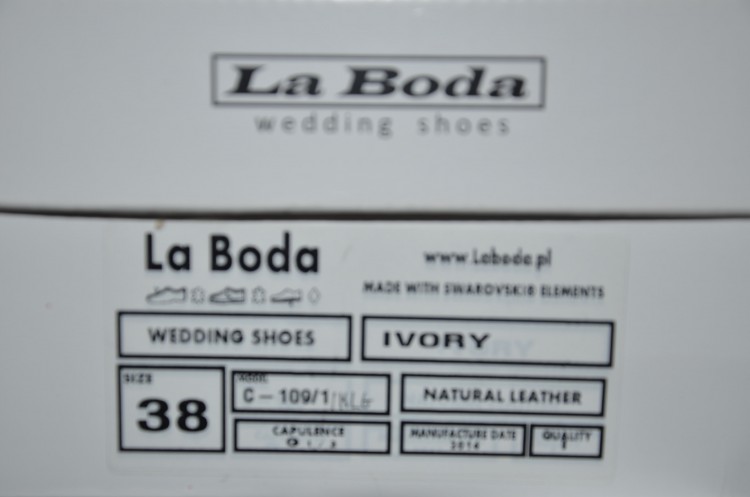 La Boda
wedding shoes
La Boda
www.Laboda.pl
MADE WITH SWAROVSKI® ELEMENTS
WEDDING SHOES
IVORY
SIZE
38
MODEL
C - 109/1
NATURAL LEATHER
CAPULENCE
MANUFACTURE DATE
2014
QUALITY
I